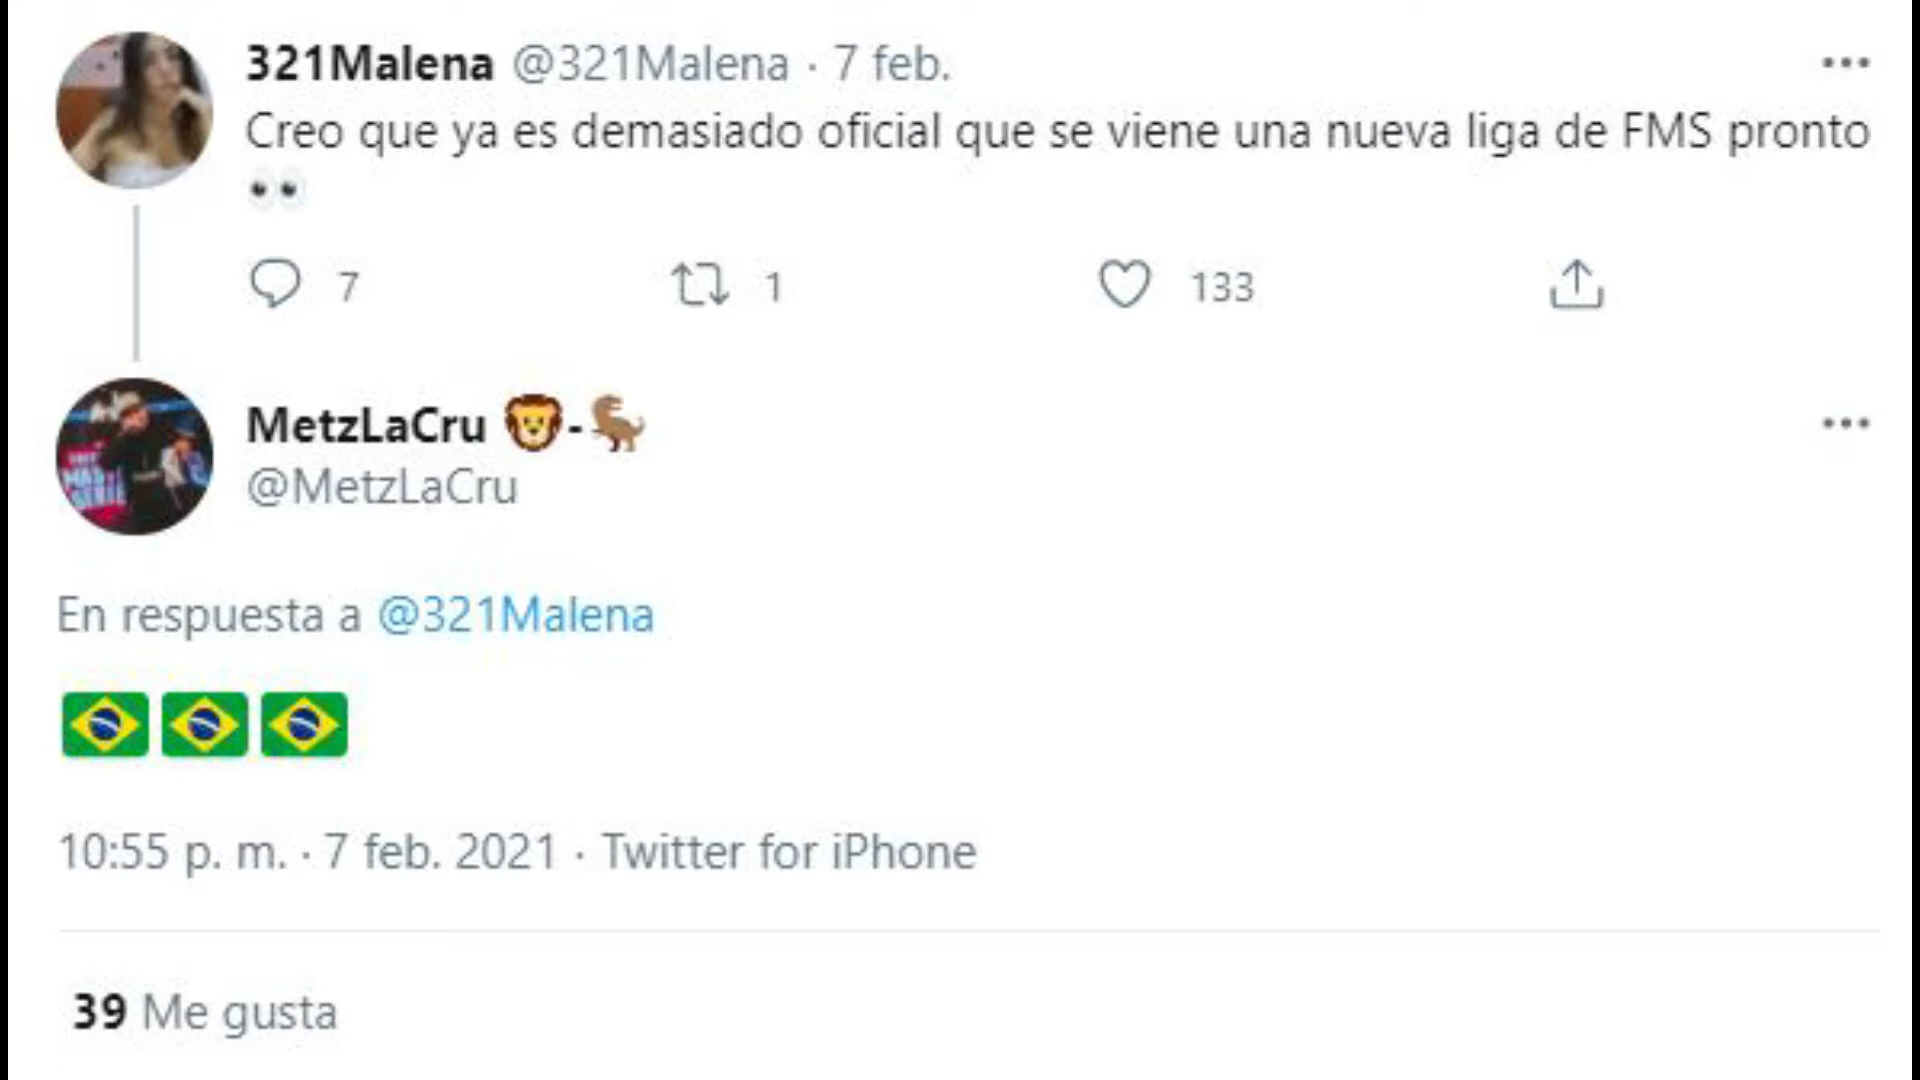 321Malena @321Malena · 7 feb.
Creo que ya es demasiado oficial que se viene una nueva liga de FMS pronto
👀
7 1 133
MetzLaCru 🦁-🦖
@MetzLaCru
En respuesta a @321Malena
🇧🇷🇧🇷🇧🇷
10:55 p. m. · 7 feb. 2021 · Twitter for iPhone
39 Me gusta